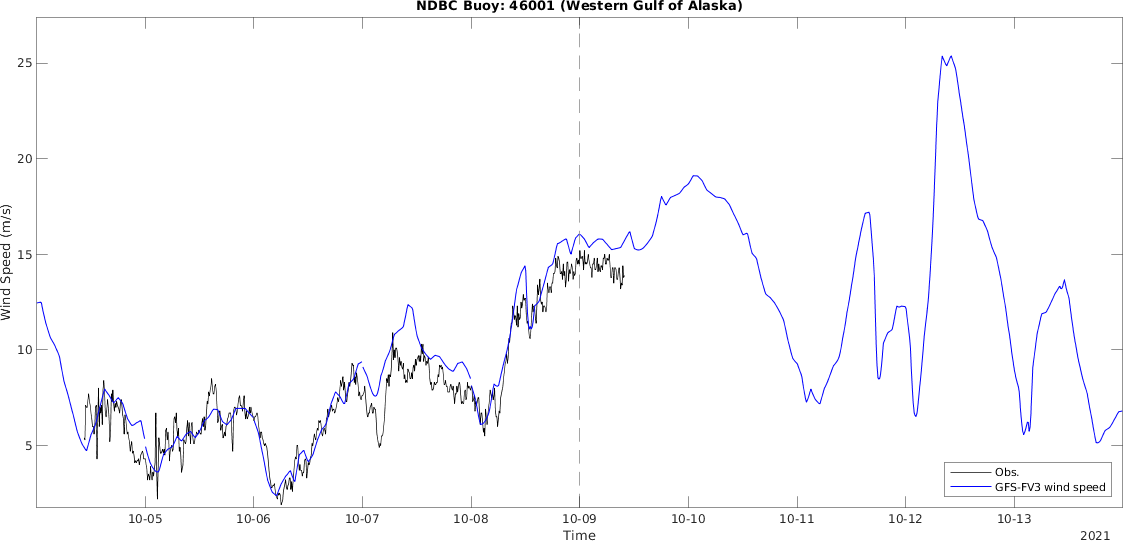 NDBC Buoy: 46001 (Western Gulf of Alaska)
Wind Speed (m/s)
25
20
15
10
5
10-05 10-06 10-07 10-08 10-09 10-10 10-11 10-12 10-13
Time
2021
Obs.
GFS-FV3 wind speed